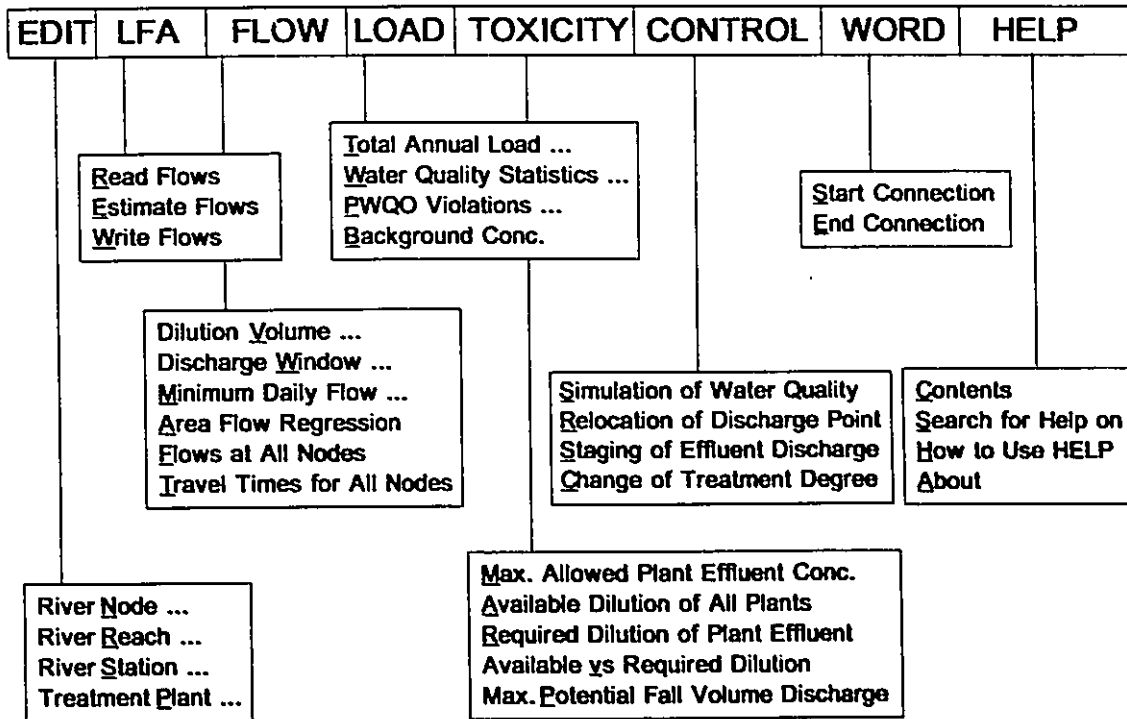 EDIT LFA FLOW LOAD TOXICITY CONTROL WORD HELP
Read Flows
Estimate Flows
Write Flows
Total Annual Load ...
Water Quality Statistics ...
PWQO Violations ...
Background Conc.
Start Connection
End Connection
Dilution Volume ...
Discharge Window ...
Minimum Daily Flow ...
Area Flow Regression
Flows at All Nodes
Travel Times for All Nodes
Simulation of Water Quality
Relocation of Discharge Point
Staging of Effluent Discharge
Change of Treatment Degree
Contents
Search for Help on
How to Use HELP
About
River Node ...
River Reach ...
River Station ...
Treatment Plant ...
Max. Allowed Plant Effluent Conc.
Available Dilution of All Plants
Required Dilution of Plant Effluent
Available vs Required Dilution
Max. Potential Fall Volume Discharge